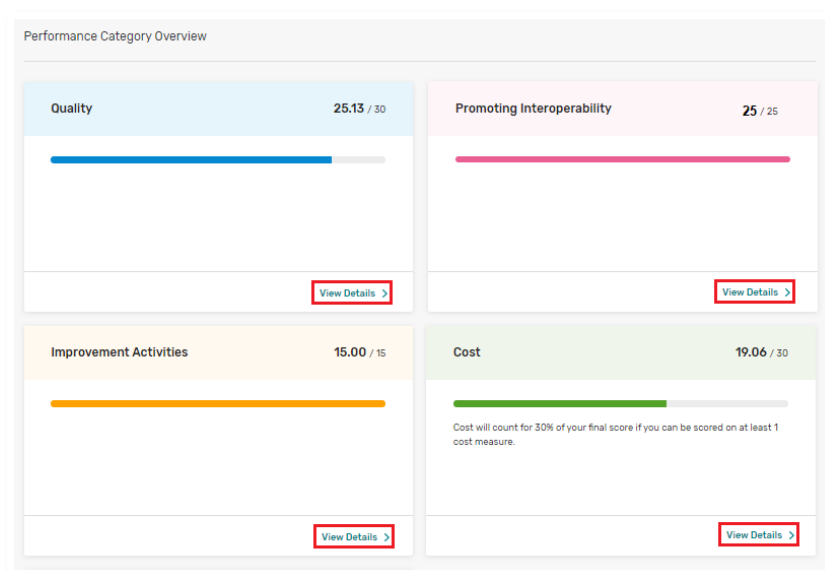 Performance Category Overview
Quality 25.13 / 30
Promoting Interoperability 25 / 25
View Details >
View Details >
Improvement Activities 15.00 / 15
Cost 19.06 / 30
Cost will count for 30% of your final score if you can be scored on at least 1
cost measure.
View Details >
View Details >